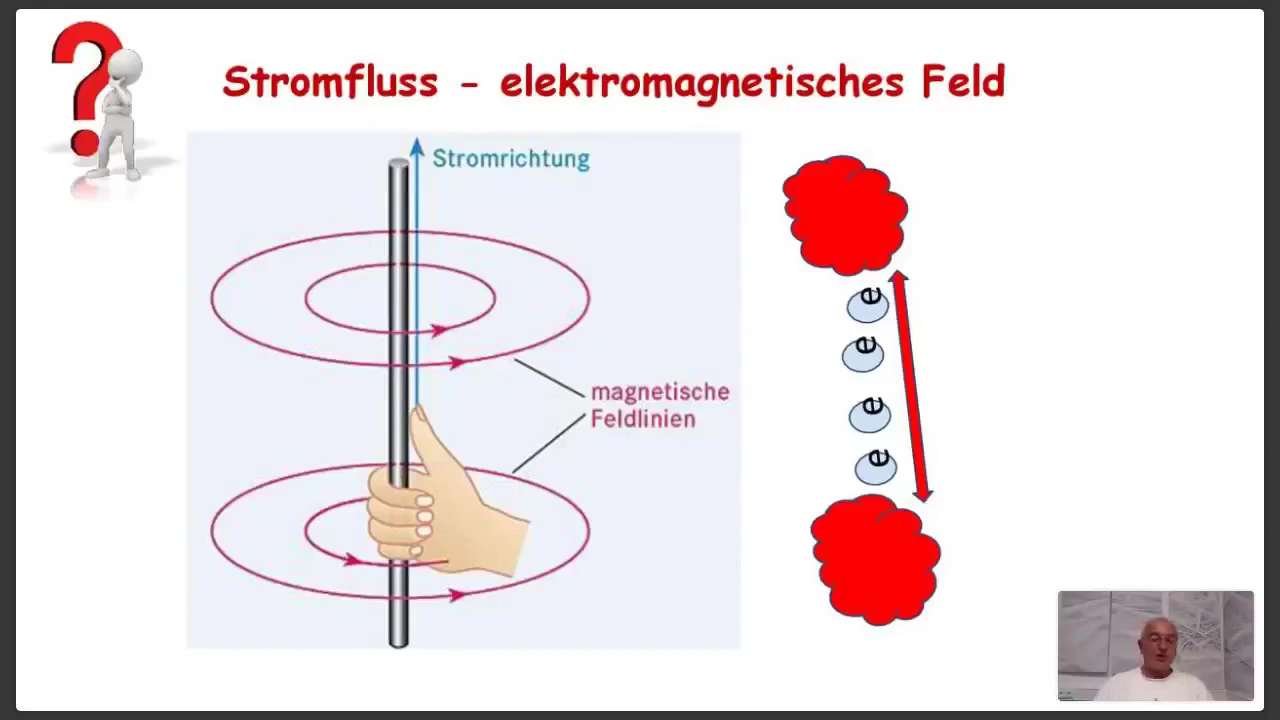 Stromfluss - elektromagnetisches Feld
Stromrichtung
magnetische
Feldlinien
e
e
e
e